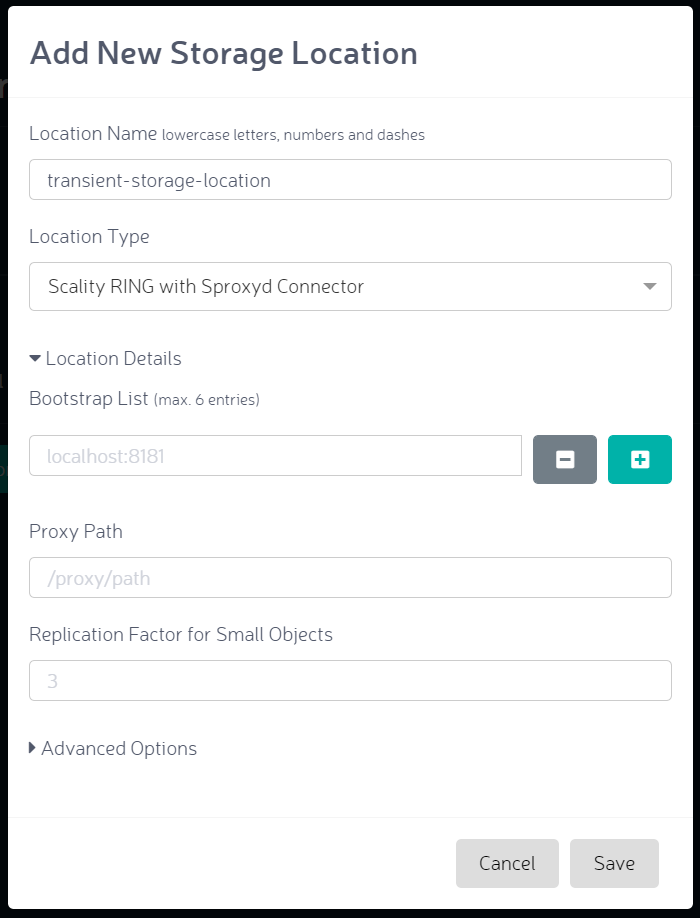 Add New Storage Location
Location Name lowercase letters, numbers and dashes
transient-storage-location
Location Type
Scality RING with Sproxyd Connector
Location Details
Bootstrap List (max. 6 entries)
localhost:8181
Proxy Path
/proxy/path
Replication Factor for Small Objects
3
Advanced Options
Cancel Save